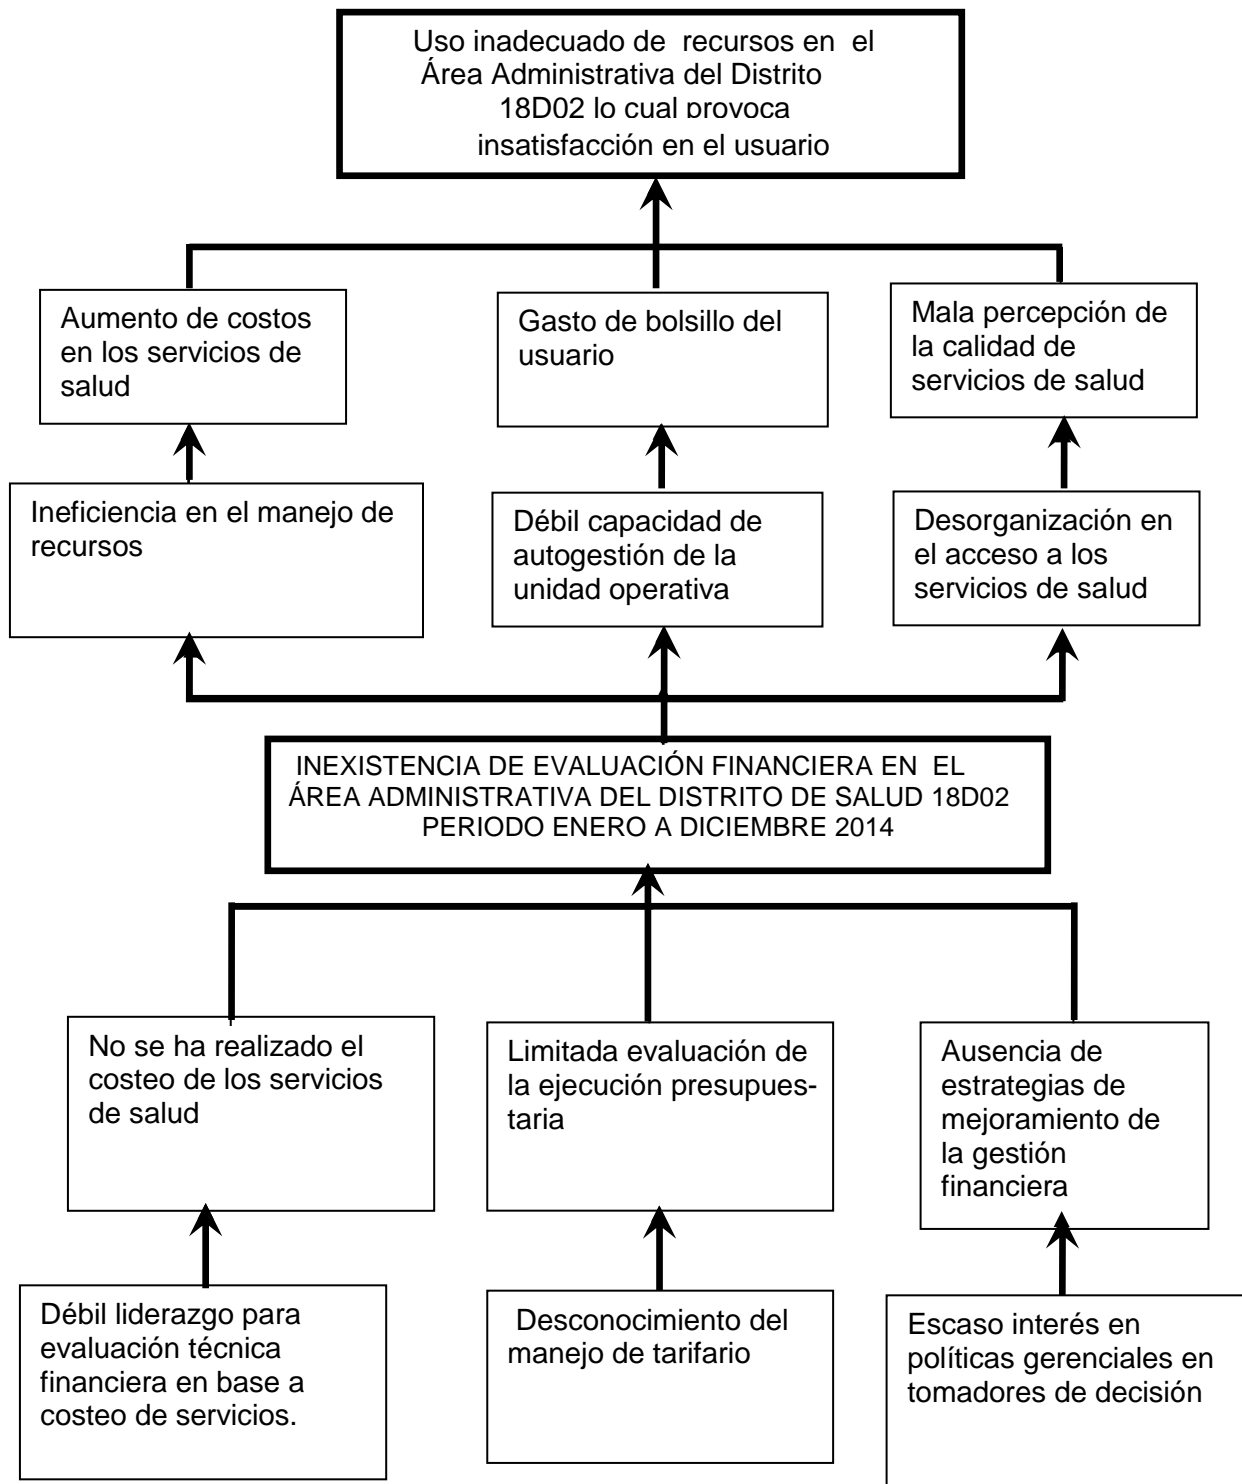 Uso inadecuado de recursos en el
Área Administrativa del Distrito
18D02 lo cual provoca
insatisfacción en el usuario
Aumento de costos
en los servicios de
salud
Gasto de bolsillo del
usuario
Mala percepción de
la calidad de
servicios de salud
Ineficiencia en el manejo de
recursos
Débil capacidad de
autogestión de la
unidad operativa
Desorganización en
el acceso a los
servicios de salud
INEXISTENCIA DE EVALUACIÓN FINANCIERA EN EL
ÁREA ADMINISTRATIVA DEL DISTRITO DE SALUD 18D02
PERIODO ENERO A DICIEMBRE 2014
No se ha realizado el
costeo de los servicios
de salud
Limitada evaluación de
la ejecución presupues-
taria
Ausencia de
estrategias de
mejoramiento de
la gestión
financiera
Débil liderazgo para
evaluación técnica
financiera en base a
costeo de servicios.
Desconocimiento del
manejo de tarifario
Escaso interés en
políticas gerenciales en
tomadores de decisión